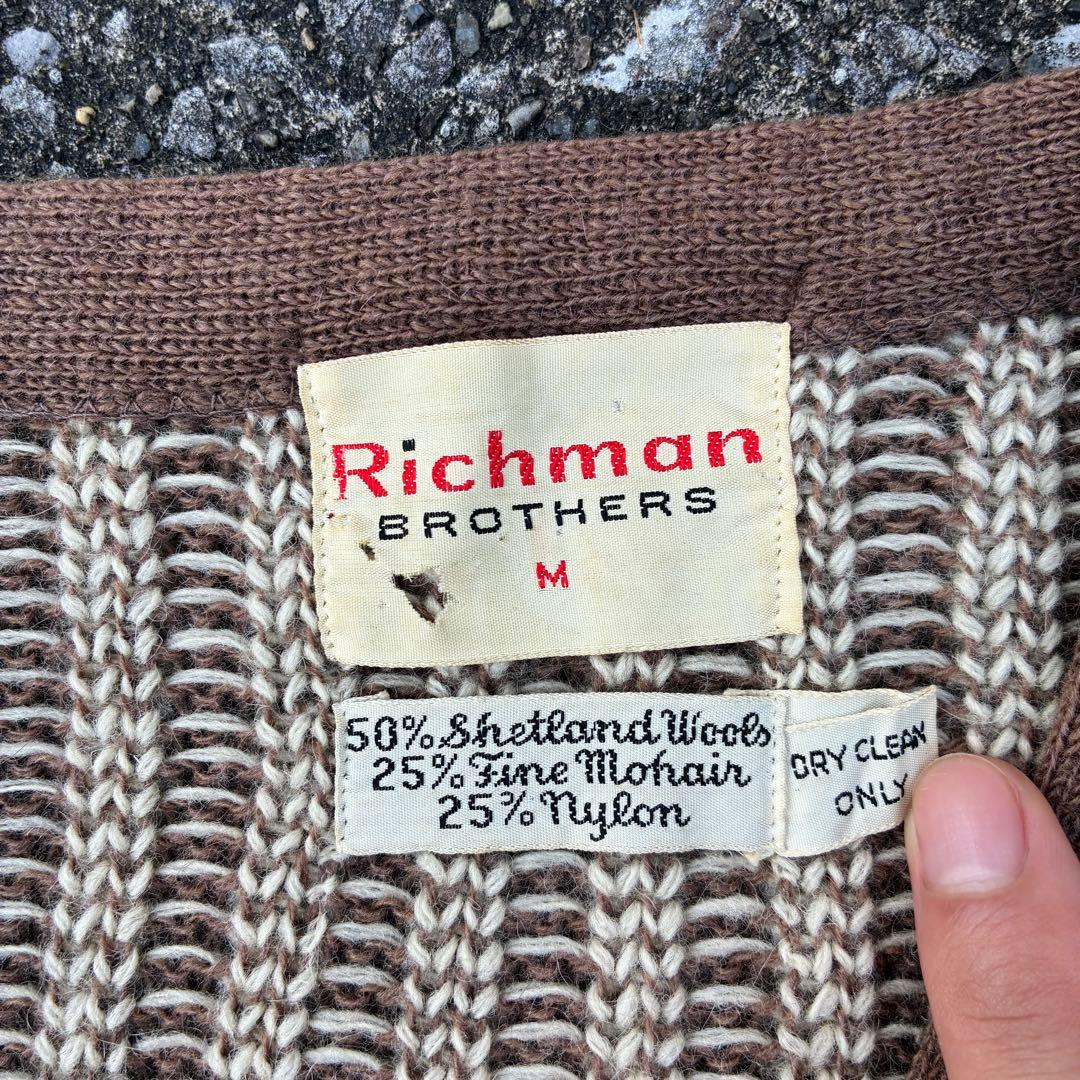 Richman
BROTHERS
M
50% Shetland Wools
25% Fine Mohair
25% Nylon
DRY CLEAN
ONLY